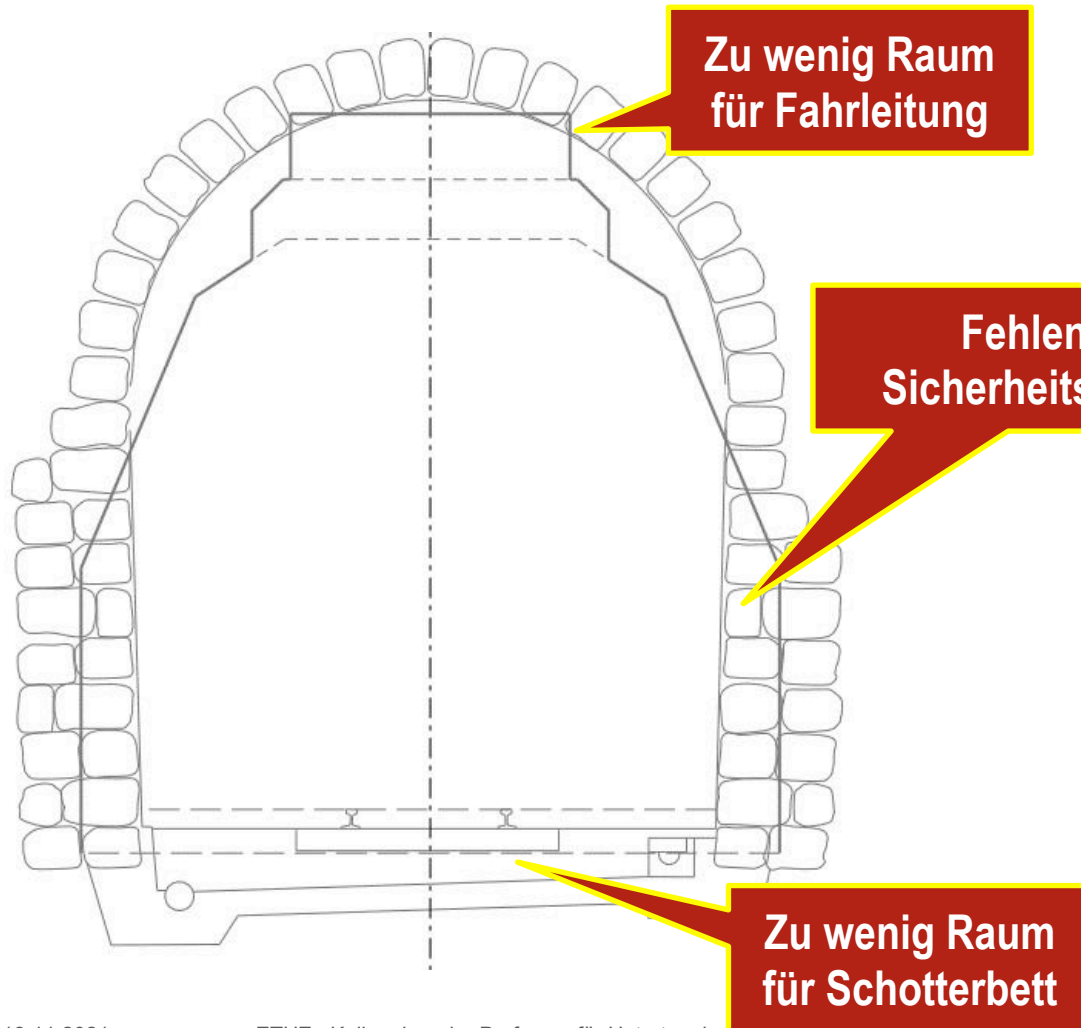 Zu wenig Raum
für Fahrleitung
Fehlen
Sicherheits
Zu wenig Raum
für Schotterbett